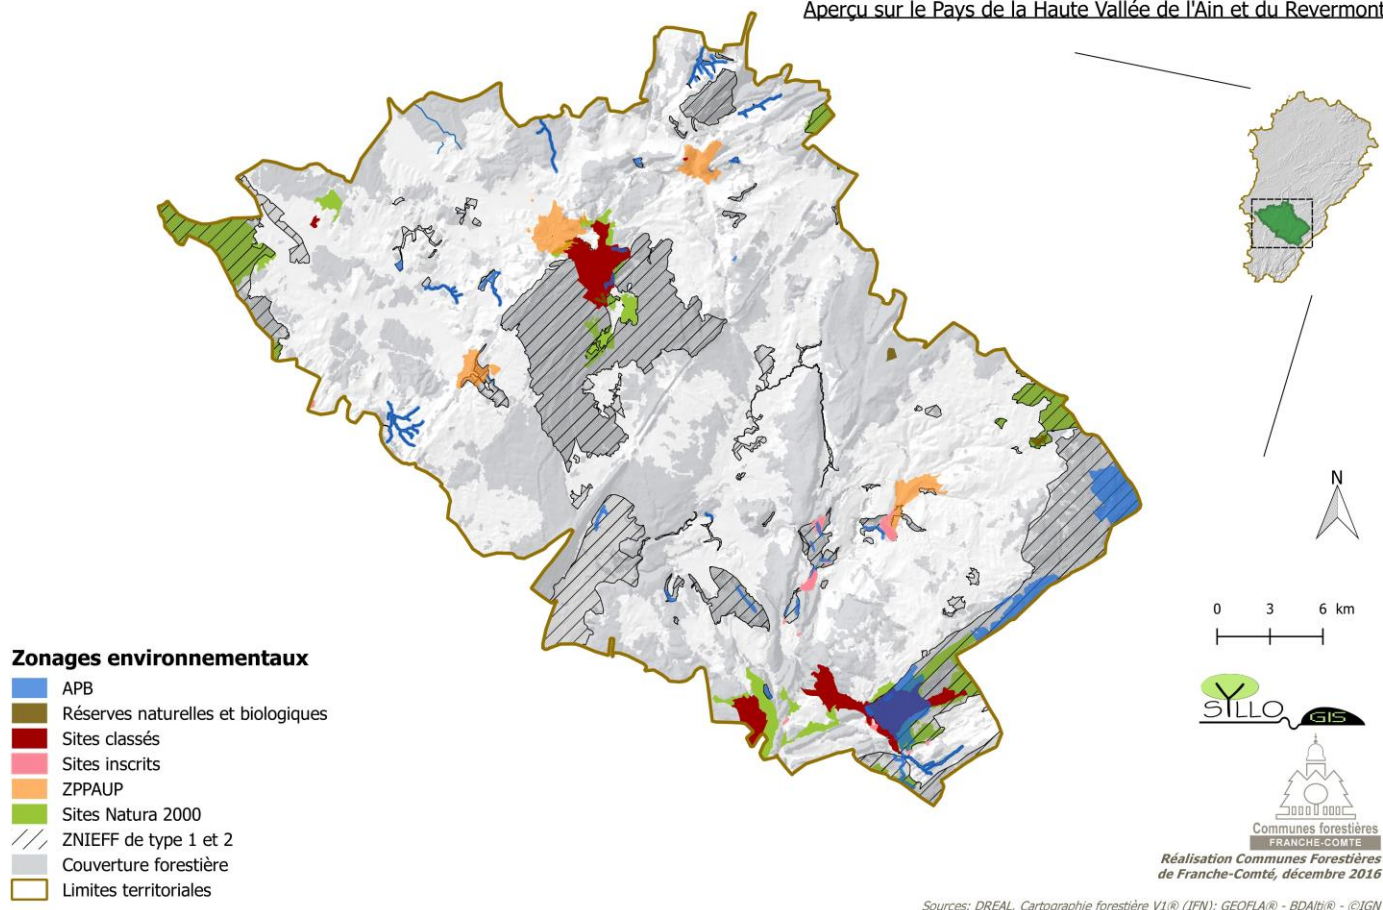 Aperçu sur le Pays de la Haute Vallée de l'Ain et du Revermont
N
0 3 6 km
Zonages environnementaux
APB
Réserves naturelles et biologiques
Sites classés
Sites inscrits
ZPPAUP
Sites Natura 2000
ZNIEFF de type 1 et 2
Couverture forestière
Limites territoriales
SYLLO GIS
Communes forestières
FRANCHE-COMTE
Réalisation Communes Forestières
de Franche-Comté, décembre 2016
Sources: DREAL, Cartographie forestière V1® (IFN); GEOFLA® - BDAlti® - ©IGN